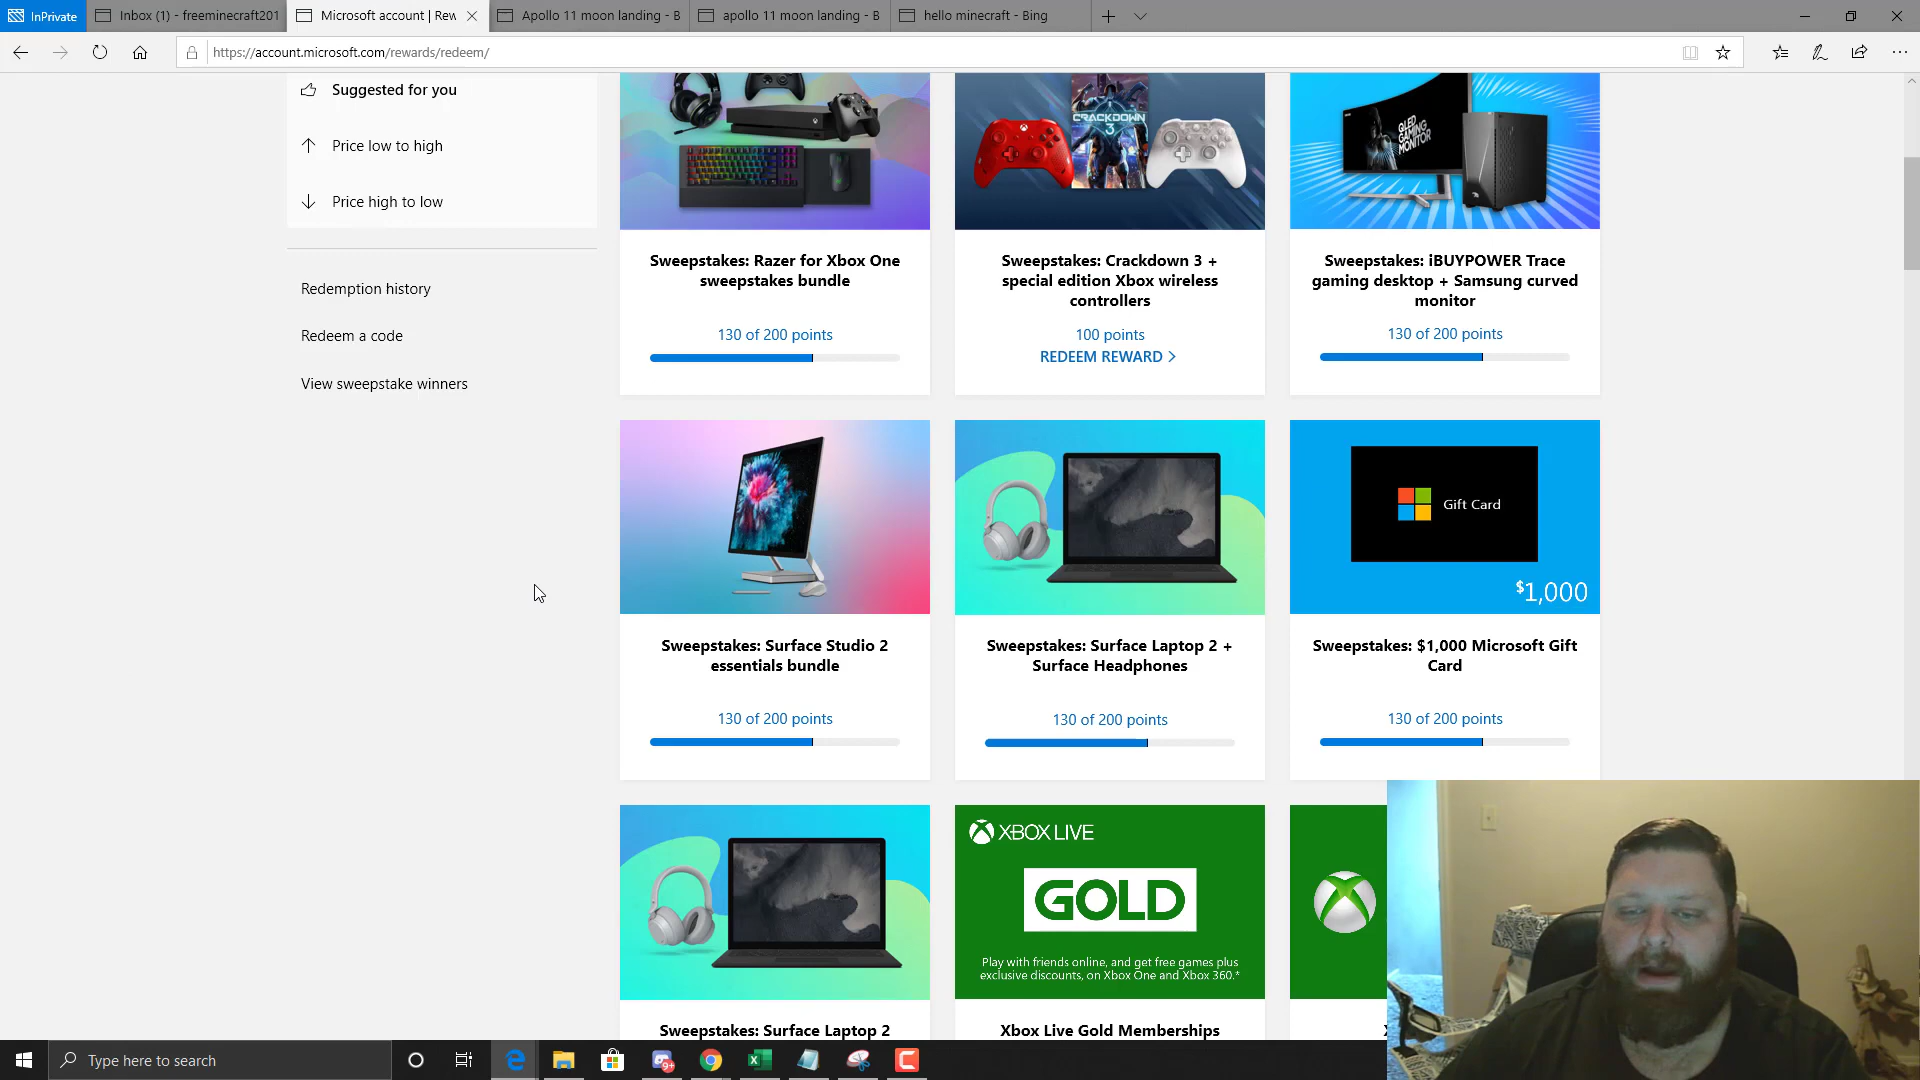 InPrivate
Inbox (1) - freeminecraft201
Microsoft account | Rew
Apollo 11 moon landing - B
apollo 11 moon landing - B
hello minecraft - Bing
https://account.microsoft.com/rewards/redeem/
Suggested for you
Price low to high
Price high to low
Redemption history
Redeem a code
View sweepstake winners
CRACKDOWN
3
QLED
GAMING
MONITOR
Sweepstakes: Razer for Xbox One
sweepstakes bundle
130 of 200 points
Sweepstakes: Crackdown 3 +
special edition Xbox wireless
controllers
100 points
REDEEM REWARD >
Sweepstakes: iBUYPOWER Trace
gaming desktop + Samsung curved
monitor
130 of 200 points
Gift Card
$1,000
Sweepstakes: Surface Studio 2
essentials bundle
130 of 200 points
Sweepstakes: Surface Laptop 2 +
Surface Headphones
130 of 200 points
Sweepstakes: $1,000 Microsoft Gift
Card
130 of 200 points
XBOX LIVE
GOLD
Play with friends online, and get free games plus
exclusive discounts, on Xbox One and Xbox 360.*
Sweepstakes: Surface Laptop 2
Xbox Live Gold Memberships
Type here to search
9+